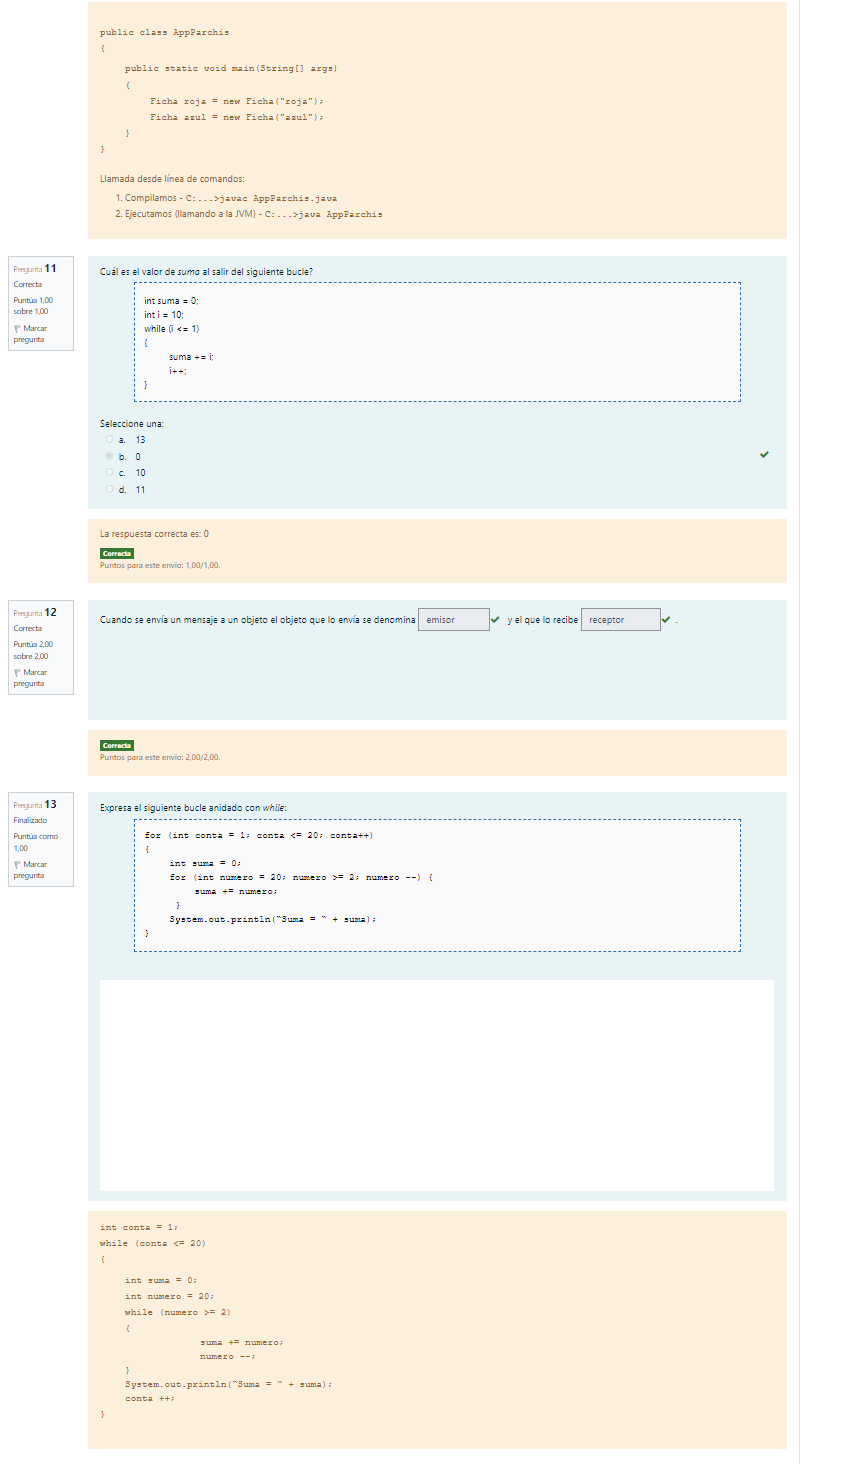 public class AppParchis
{
public static void main(String[] args)
{
Ficha roja = new Ficha("roja");
Ficha azul = new Ficha("azul");
}
}
Llamada desde línea de comandos:
1. Compilamos - C:...>javac AppParchis.java
2. Ejecutamos (llamando a la JVM) - C:...>java AppParchis
Pregunta 11
Correcta
Puntúa 1,00
sobre 1,00
Marcar
pregunta
Cuál es el valor de suma al salir del siguiente bucle?
int suma = 0;
int i = 10;
while (i <= 1)
{
suma += i;
i++;
}
Seleccione una:
a. 13
b. 0
c. 10
d. 11
La respuesta correcta es: 0
Correcta
Puntos para este envío: 1,00/1,00.
Pregunta 12
Correcta
Puntúa 2,00
sobre 2,00
Marcar
pregunta
Cuando se envía un mensaje a un objeto el objeto que lo envía se denomina emisor y el que lo recibe receptor .
Correcta
Puntos para este envío: 2,00/2,00.
Pregunta 13
Finalizado
Puntúa como
1,00
Marcar
pregunta
Expresa el siguiente bucle anidado con while:
for (int conta = 1; conta <= 20; conta++)
{
int suma = 0;
for (int numero = 20; numero >= 2; numero --) {
suma += numero;
}
System.out.println(“Suma = “ + suma);
}
int conta = 1;
while (conta <= 20)
{
int suma = 0;
int numero = 20;
while (numero >= 2)
{
suma += numero;
numero --;
}
System.out.println(“Suma = “ + suma);
conta ++;
}